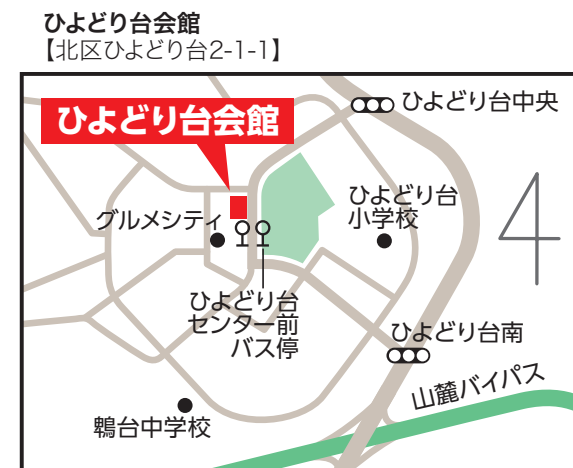 ひよどり台会館
【北区ひよどり台2-1-1】
ひよどり台中央
ひよどり台会館
ひよどり台
小学校
グルメシティ
ひよどり台
センター前
バス停
ひよどり台南
山麓バイパス
鵯台中学校